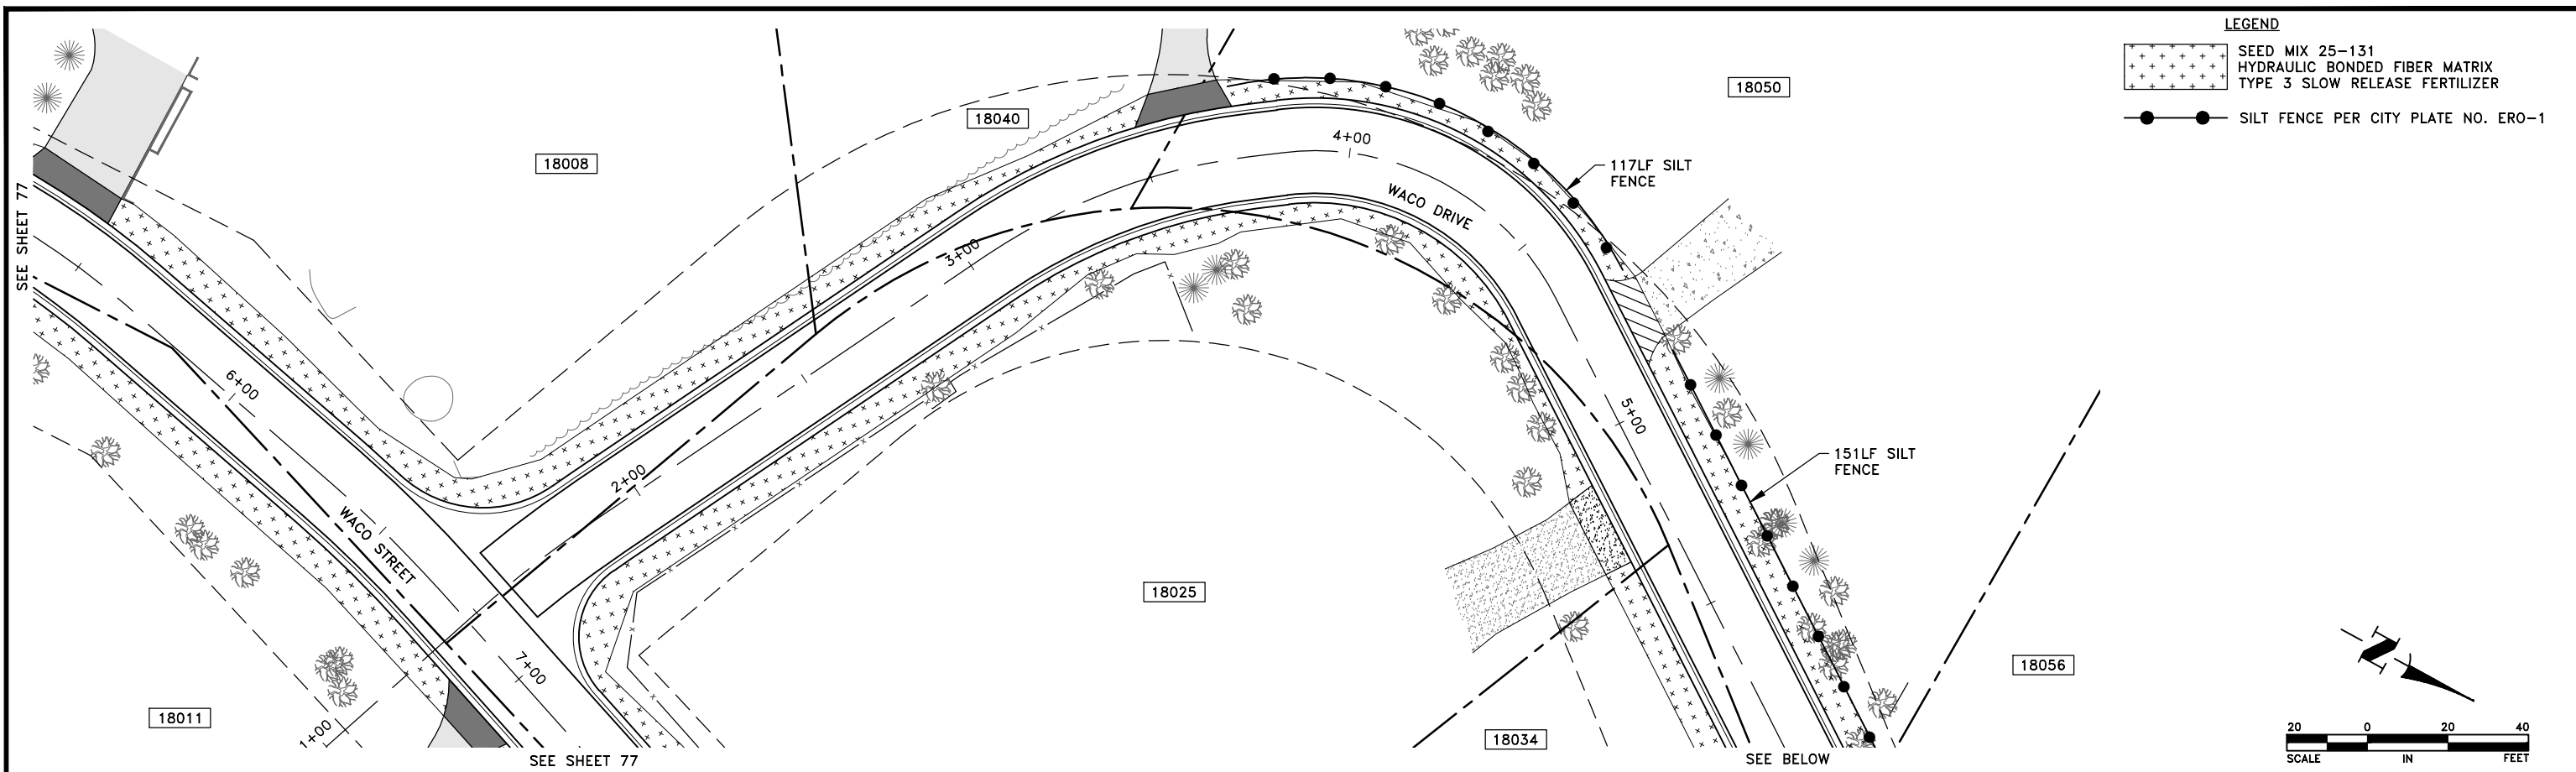 LEGEND
SEED MIX 25-131
HYDRAULIC BONDED FIBER MATRIX
TYPE 3 SLOW RELEASE FERTILIZER
SILT FENCE PER CITY PLATE NO. ERO-1
18050
18040
18008
4+00
117LF SILT
FENCE
WACO DRIVE
SEE SHEET 77
3+00
6+00
5+00
151LF SILT
FENCE
2+00
WACO STREET
18025
7+00
18056
18011
1+00
18034
SEE SHEET 77
SEE BELOW
N
20 0 20 40
SCALE IN FEET